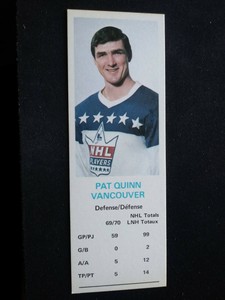 NHL
PLAYERS
PAT QUINN
VANCOUVER
Defense/Défense
NHL Totals
69/70 LNH Totaux
GP/PJ 59 99
G/B 0 2
A/A 5 12
TP/PT 5 14